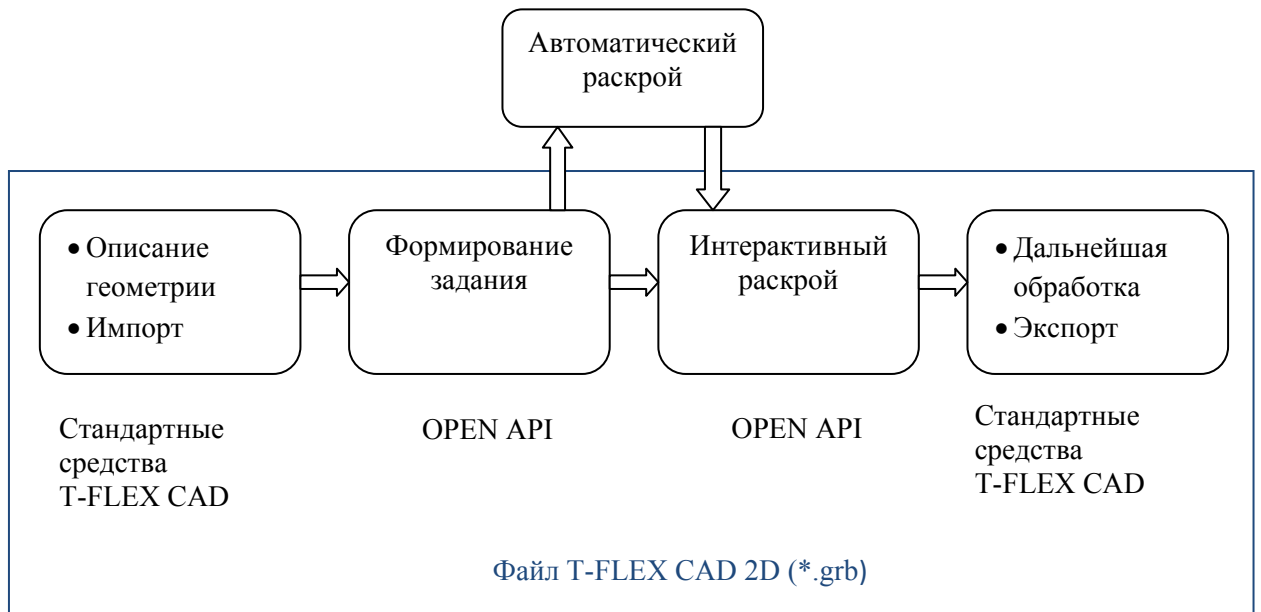 Автоматический
раскрой
• Описание
геометрии
• Импорт
Формирование
задания
Интерактивный
раскрой
• Дальнейшая
обработка
• Экспорт
Стандартные
средства
T-FLEX CAD
OPEN API
OPEN API
Стандартные
средства
T-FLEX CAD
Файл T-FLEX CAD 2D (*.grb)